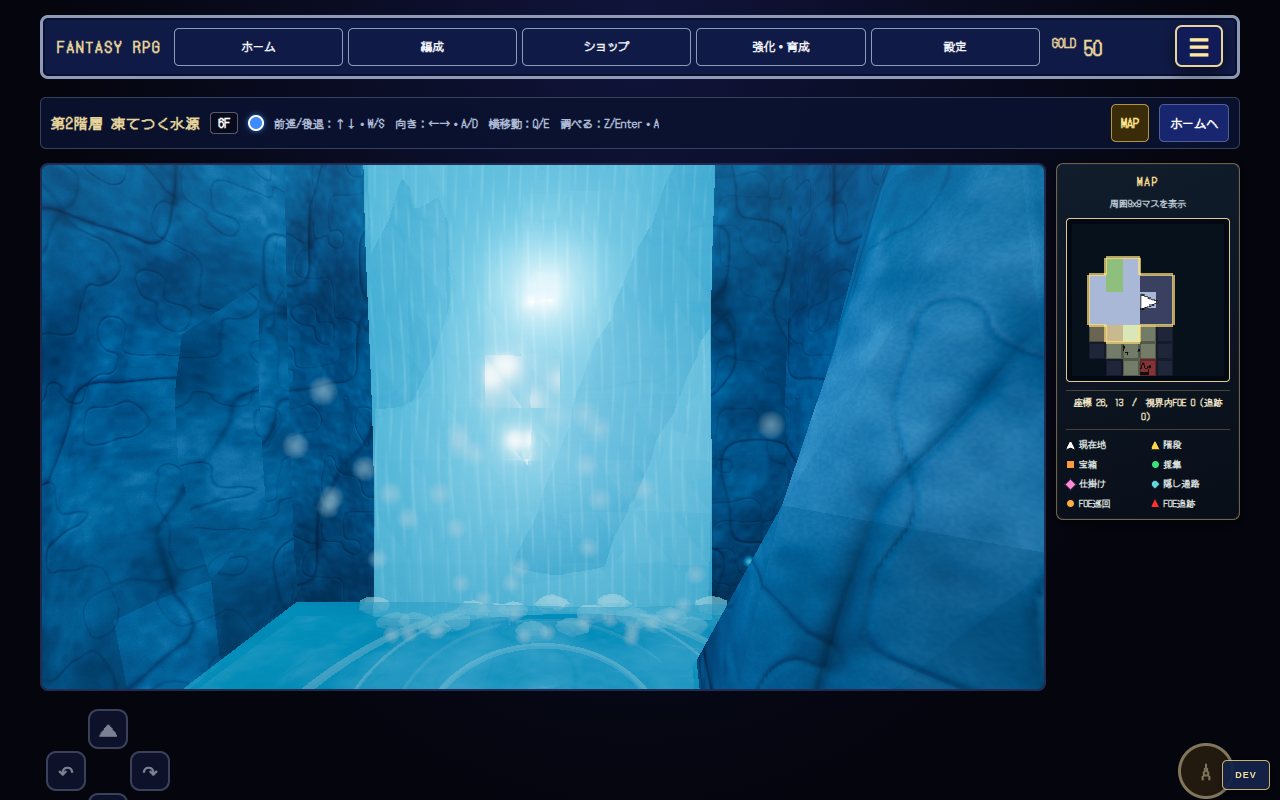 FANTASY RPG ホーム 編成 ショップ 強化・育成 設定 GOLD 50
第2階層 凍てつく水源 6F 前進/後退：↑↓・W/S 向き：←→・A/D 横移動：Q/E 調べる：Z/Enter・A MAP ホームへ
MAP
周囲9x9マスを表示
座標 26, 13 / 視界内FOE 0（追跡
0）
現在地 階段
宝箱 採集
仕掛け 隠し通路
FOE巡回 FOE追跡
A DEV